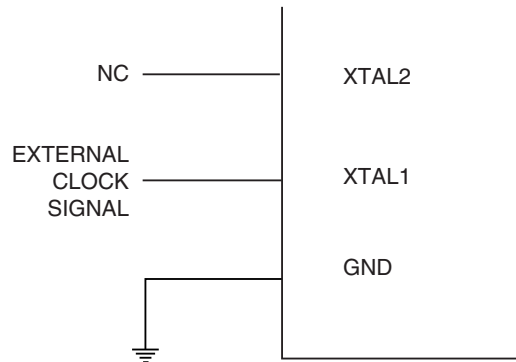 NC
XTAL2
EXTERNAL
CLOCK
SIGNAL
XTAL1
GND